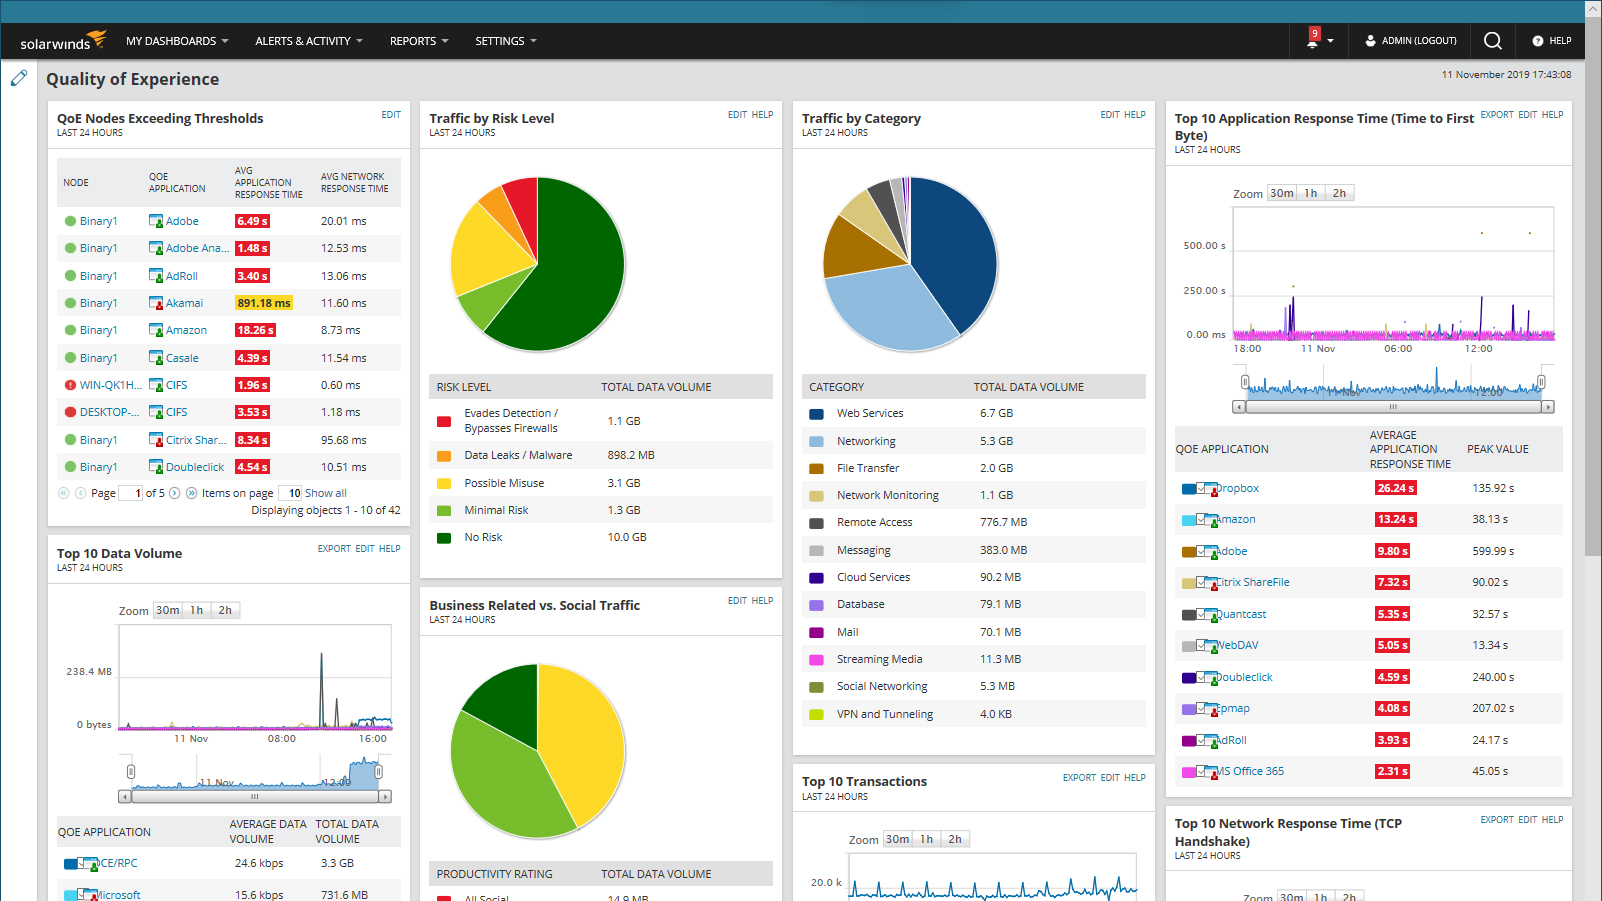 solarwinds MY DASHBOARDS ALERTS & ACTIVITY REPORTS SETTINGS 9 ADMIN (LOGOUT) HELP
Quality of Experience
11 November 2019 17:43:08
QoE Nodes Exceeding Thresholds EDIT
LAST 24 HOURS
NODE QOE APPLICATION AVG APPLICATION RESPONSE TIME AVG NETWORK RESPONSE TIME
Binary1 Adobe 6.49 s 20.01 ms
Binary1 Adobe Ana... 1.48 s 12.53 ms
Binary1 AdRoll 3.40 s 13.06 ms
Binary1 Akamai 891.18 ms 11.60 ms
Binary1 Amazon 18.26 s 8.73 ms
Binary1 Casale 4.39 s 11.54 ms
WIN-QK1H... CIFS 1.96 s 0.60 ms
DESKTOP-... CIFS 3.53 s 1.18 ms
Binary1 Citrix Shar... 8.34 s 95.68 ms
Binary1 Doubleclick 4.54 s 10.51 ms
Page 1 of 5 Items on page 10 Show all
Displaying objects 1 - 10 of 42
Top 10 Data Volume EXPORT EDIT HELP
LAST 24 HOURS
Zoom 30m 1h 2h
238.4 MB
0 bytes
11 Nov 08:00 16:00
11 Nov 12:00
QOE APPLICATION AVERAGE DATA VOLUME TOTAL DATA VOLUME
DCE/RPC 24.6 kbps 3.3 GB
Microsoft 15.6 kbps 731.6 MB
Traffic by Risk Level EDIT HELP
LAST 24 HOURS
RISK LEVEL TOTAL DATA VOLUME
Evades Detection /
Bypasses Firewalls 1.1 GB
Data Leaks / Malware 898.2 MB
Possible Misuse 3.1 GB
Minimal Risk 1.3 GB
No Risk 10.0 GB
Business Related vs. Social Traffic EDIT HELP
LAST 24 HOURS
PRODUCTIVITY RATING TOTAL DATA VOLUME
All Social 14.9 MB
Traffic by Category EDIT HELP
LAST 24 HOURS
CATEGORY TOTAL DATA VOLUME
Web Services 6.7 GB
Networking 5.3 GB
File Transfer 2.0 GB
Network Monitoring 1.1 GB
Remote Access 776.7 MB
Messaging 383.0 MB
Cloud Services 90.2 MB
Database 79.1 MB
Mail 70.1 MB
Streaming Media 11.3 MB
Social Networking 5.3 MB
VPN and Tunneling 4.0 KB
Top 10 Transactions EXPORT EDIT HELP
LAST 24 HOURS
Zoom 30m 1h 2h
20.0 k
Top 10 Application Response Time (Time to First Byte) EXPORT EDIT HELP
LAST 24 HOURS
Zoom 30m 1h 2h
500.00 s
250.00 s
0.00 ms
18:00 11 Nov 06:00 12:00
11 Nov 12:00
QOE APPLICATION AVERAGE APPLICATION RESPONSE TIME PEAK VALUE
Dropbox 26.24 s 135.92 s
Amazon 13.24 s 38.13 s
Adobe 9.80 s 599.99 s
Citrix ShareFile 7.32 s 90.02 s
Quantcast 5.35 s 32.57 s
WebDAV 5.05 s 13.34 s
Doubleclick 4.59 s 240.00 s
Epmap 4.08 s 207.02 s
AdRoll 3.93 s 24.17 s
MS Office 365 2.31 s 45.05 s
Top 10 Network Response Time (TCP Handshake) EXPORT EDIT HELP
LAST 24 HOURS
Zoom 30m 1h 2h